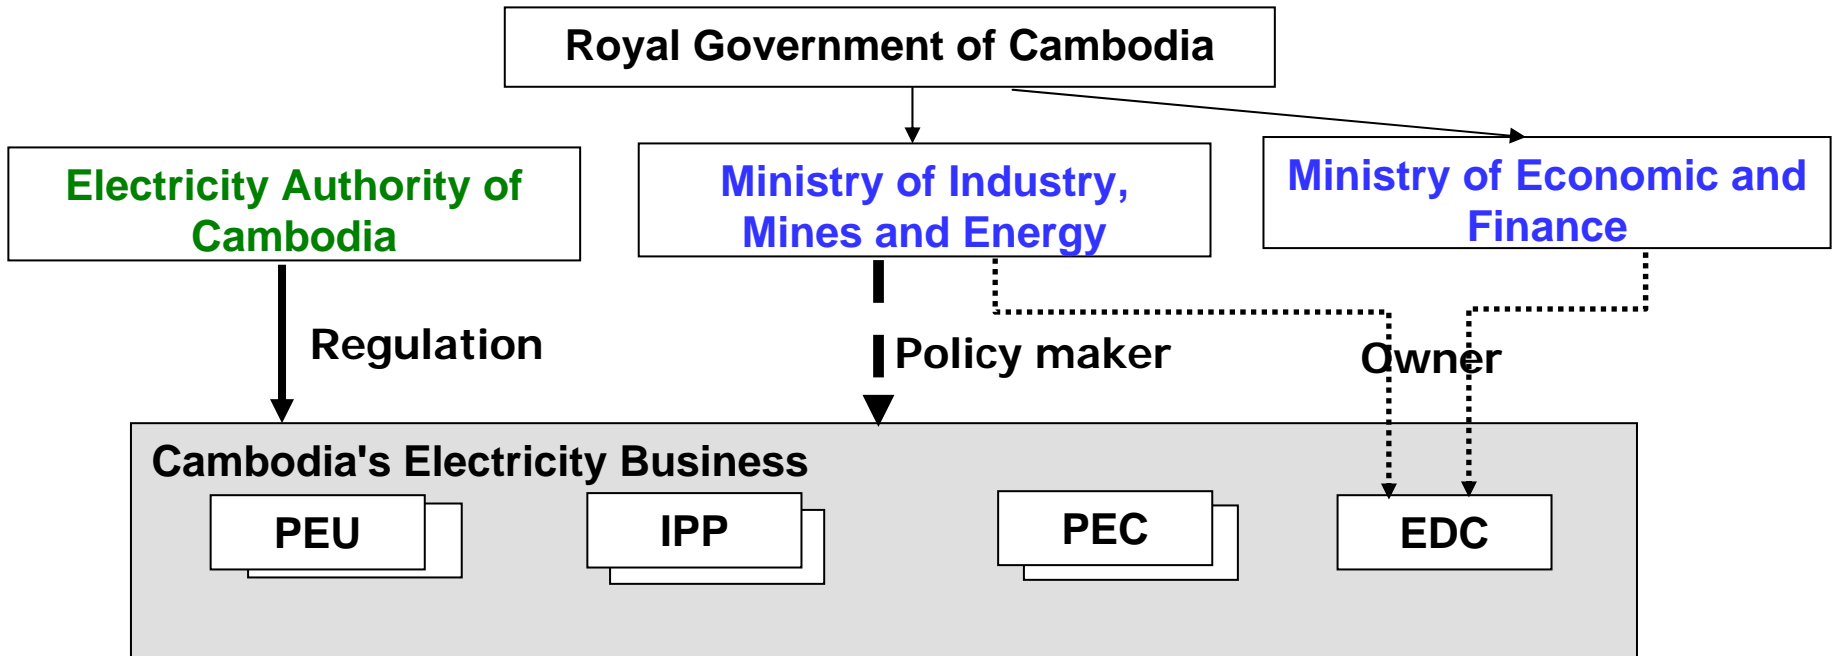 Royal Government of Cambodia
Electricity Authority of
Cambodia
Ministry of Industry,
Mines and Energy
Ministry of Economic and
Finance
Regulation
Policy maker
Owner
Cambodia's Electricity Business
PEU
IPP
PEC
EDC